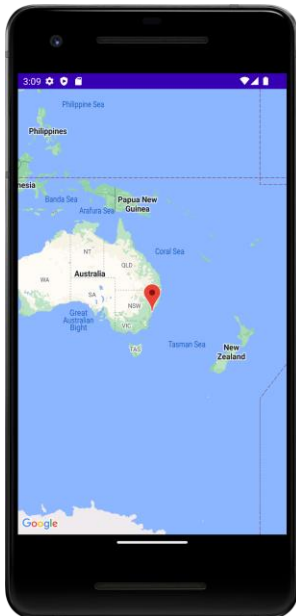 3:09
Philippine Sea
Philippines
nesia
Banda Sea
Papua New
Guinea
Arafura Sea
Coral Sea
NT
QLD
Australia
WA
SA
NSW
Great
Australian
Bight
VIC
TAS
Tasman Sea
New
Zealand
Google